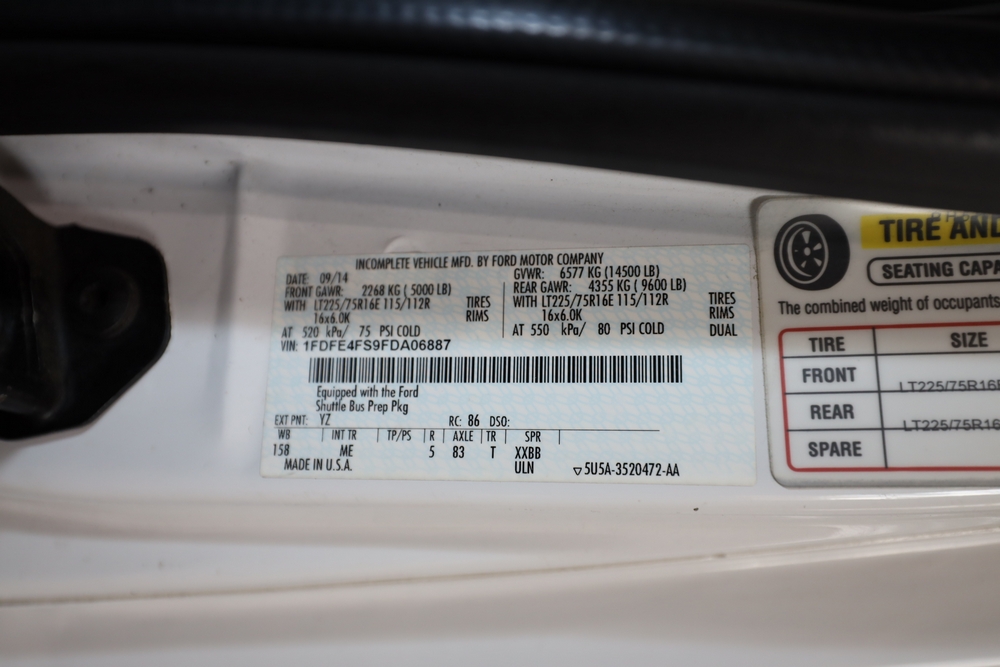 INCOMPLETE VEHICLE MFD. BY FORD MOTOR COMPANY
DATE 09/14 GVWR: 6577 KG (14500 LB)
FRONT GAWR: 2268 KG ( 5000 LB) REAR GAWR: 4355 KG ( 9600 LB)
WITH LT225/75R16E 115/112R TIRES WITH LT225/75R16E 115/112R TIRES
16x6.0K RIMS 16x6.0K RIMS
AT 520 kPa/ 75 PSI COLD AT 550 kPa/ 80 PSI COLD DUAL
VIN: 1FDFE4FS9FDA06887
Equipped with the Ford
Shuttle Bus Prep Pkg
EXT PNT: YZ RC: 86 DSO:
WB INT TR TP/PS R AXLE TR SPR
158 ME 5 83 T XXBB
MADE IN U.S.A. ULN 5U5A-3520472-AA
TIRE AND
SEATING CAPA
The combined weight of occupants
TIRE SIZE
FRONT LT225/75R16
REAR LT225/75R16
SPARE